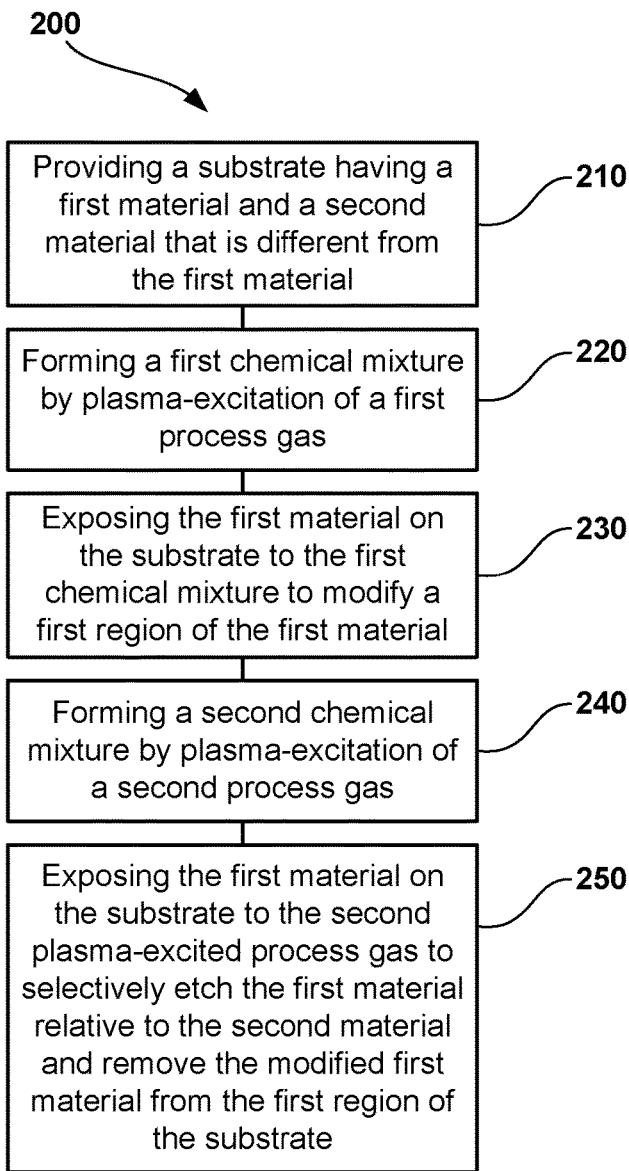 200
Providing a substrate having a
first material and a second
material that is different from
the first material
210
Forming a first chemical mixture
by plasma-excitation of a first
process gas
220
Exposing the first material on
the substrate to the first
chemical mixture to modify a
first region of the first material
230
Forming a second chemical
mixture by plasma-excitation of
a second process gas
240
Exposing the first material on
the substrate to the second
plasma-excited process gas to
selectively etch the first material
relative to the second material
and remove the modified first
material from the first region of
the substrate
250